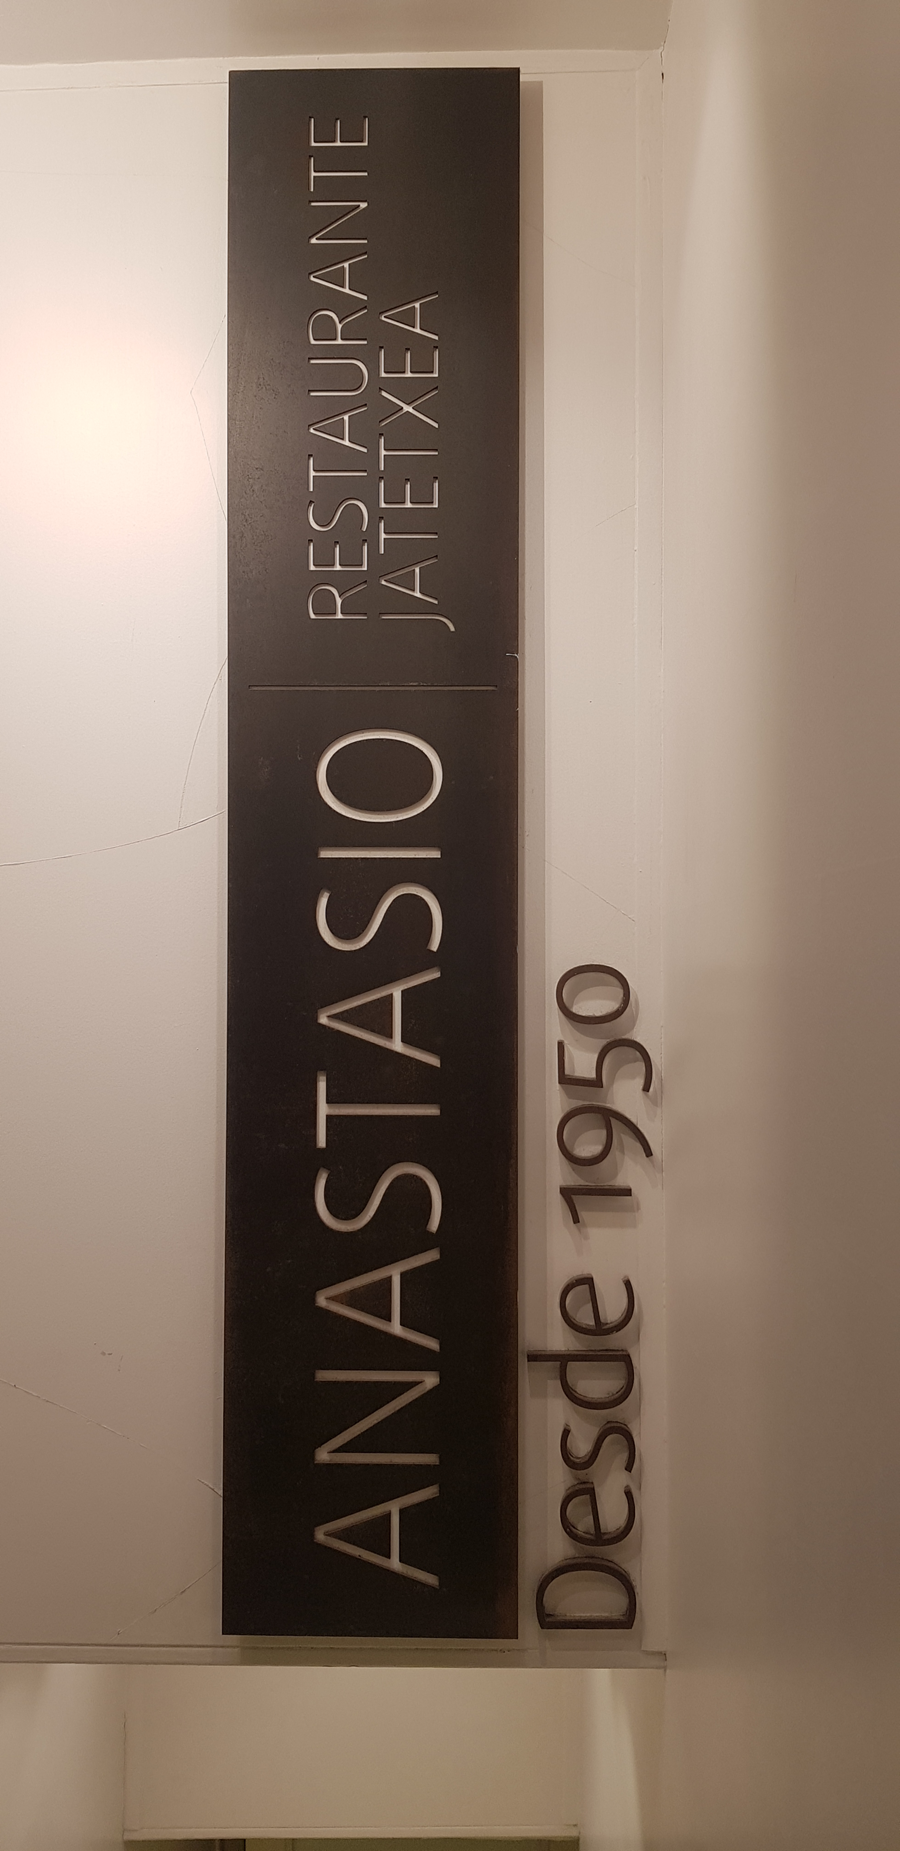 ANASTASIO
RESTAURANTE
JATETXEA
Desde 1950